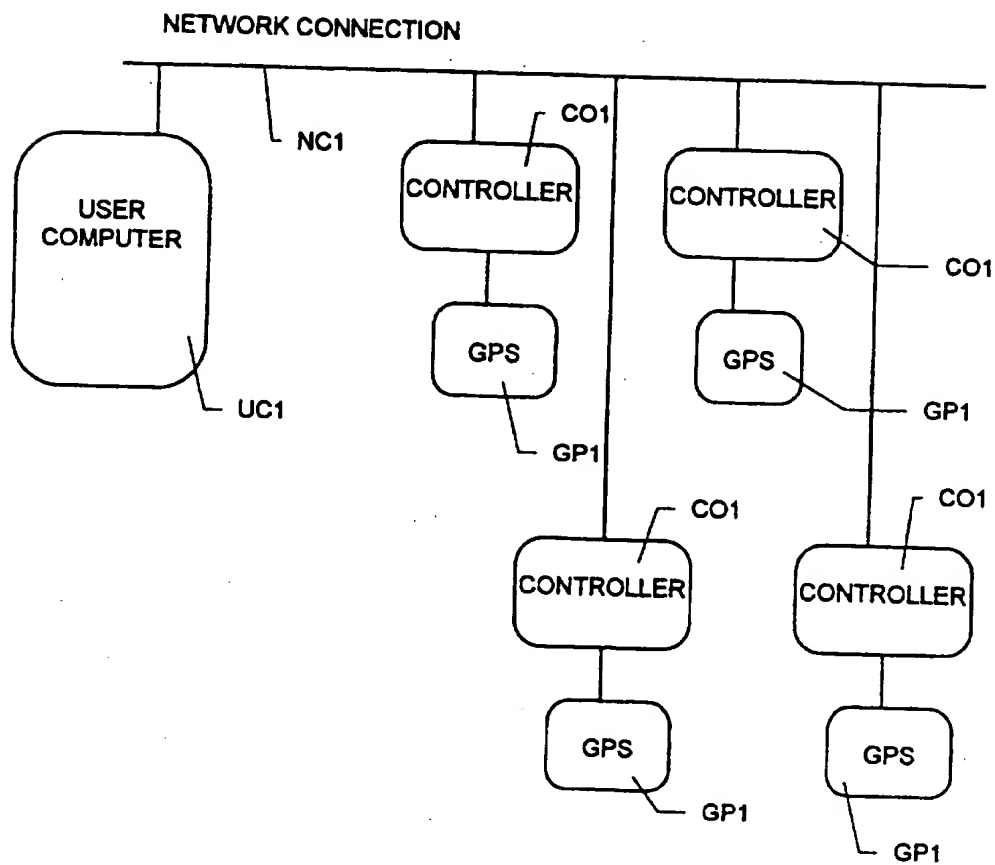 NETWORK CONNECTION
NC1
CO1
USER
COMPUTER
CONTROLLER
CONTROLLER
CO1
GPS
GPS
UC1
GP1
GP1
CO1
CO1
CONTROLLER
CONTROLLER
GPS
GPS
GP1
GP1